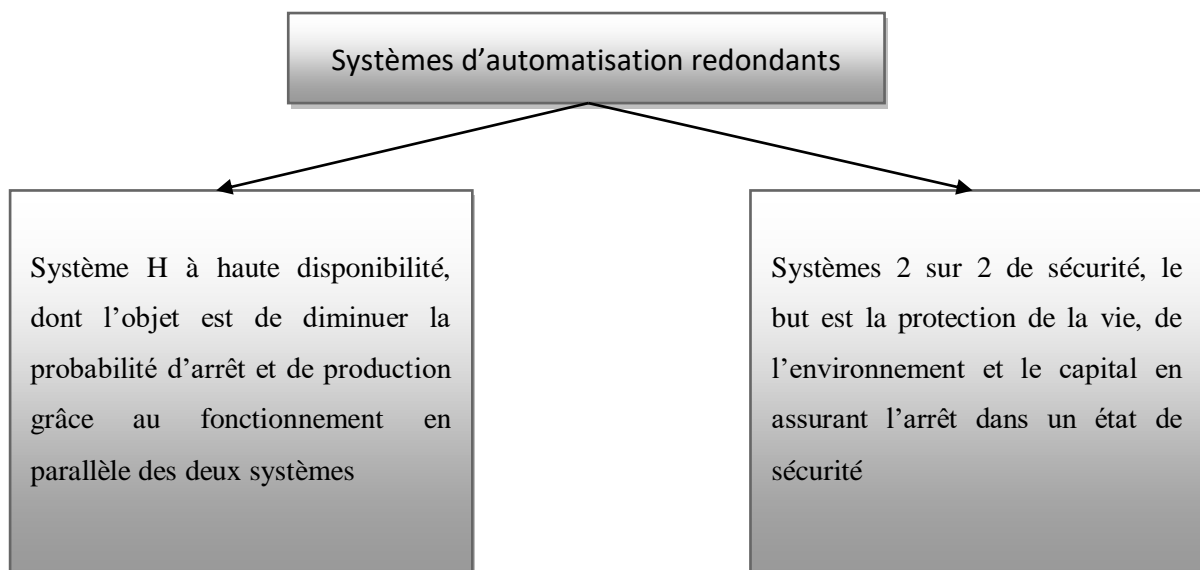 Systèmes d’automatisation redondants
Système H à haute disponibilité,
dont l’objet est de diminuer la
probabilité d’arrêt et de production
grâce au fonctionnement en
parallèle des deux systèmes
Systèmes 2 sur 2 de sécurité, le
but est la protection de la vie, de
l’environnement et le capital en
assurant l’arrêt dans un état de
sécurité